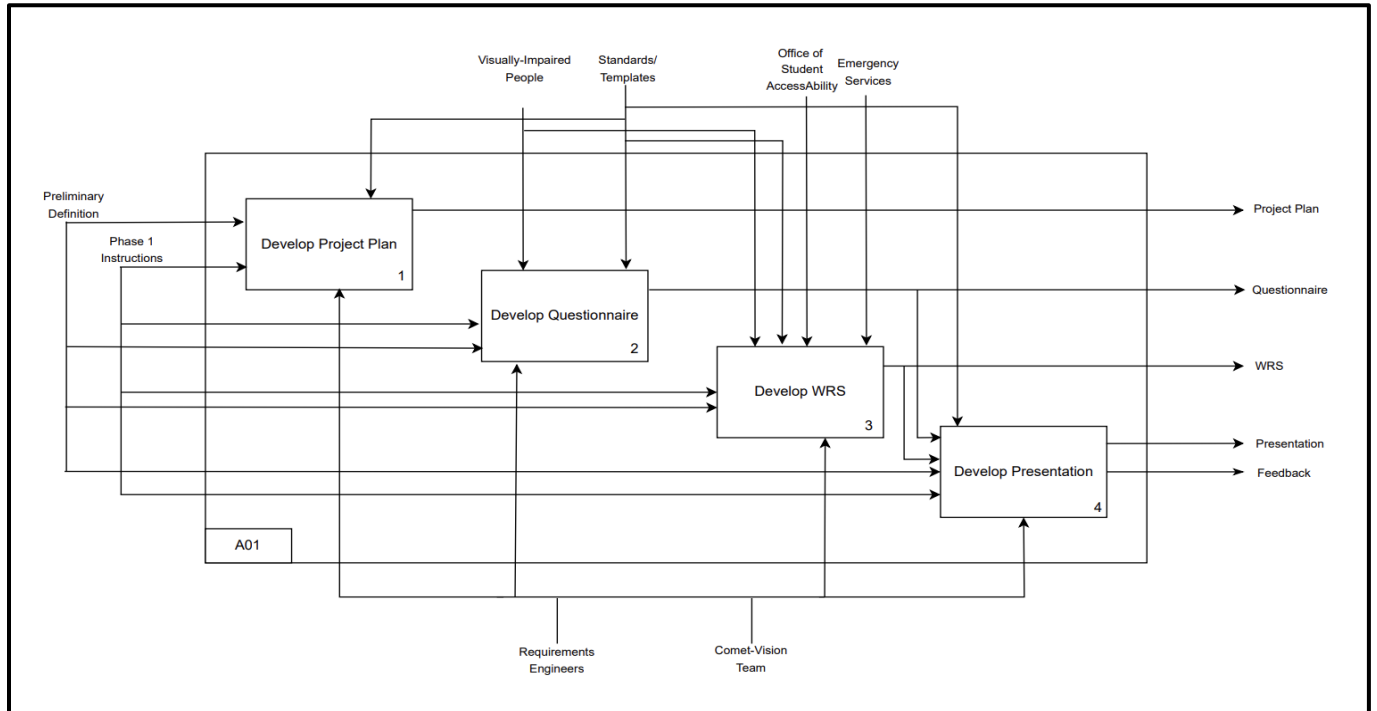 Visually-Impaired
People
Standards/
Templates
Office of
Student
AccessAbility
Emergency
Services
Preliminary
Definition
Phase 1
Instructions
Develop Project Plan
1
Project Plan
Develop Questionnaire
2
Questionnaire
Develop WRS
3
WRS
Develop Presentation
4
Presentation
Feedback
A01
Requirements
Engineers
Comet-Vision
Team